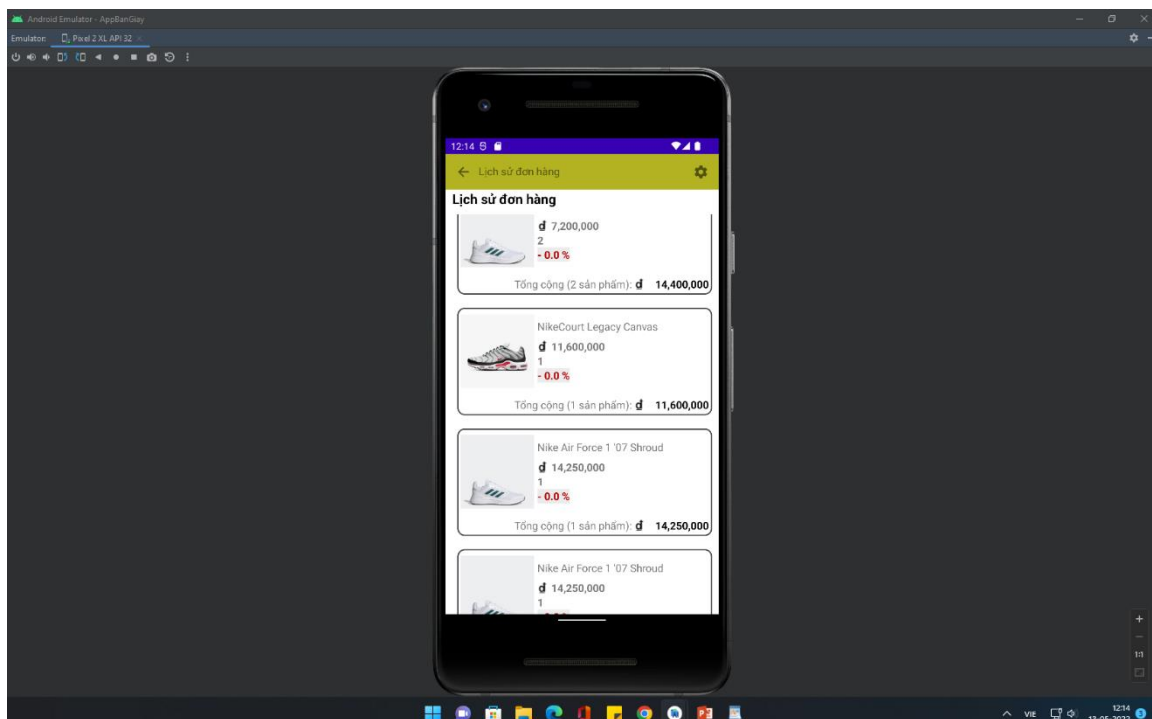 Android Emulator - AppBanGiay
Emulator: Pixel 2 XL API 32
12:14
Lịch sử đơn hàng
Lịch sử đơn hàng
₫ 7,200,000
2
- 0.0 %
Tổng cộng (2 sản phẩm): ₫ 14,400,000
NikeCourt Legacy Canvas
₫ 11,600,000
1
- 0.0 %
Tổng cộng (1 sản phẩm): ₫ 11,600,000
Nike Air Force 1 '07 Shroud
₫ 14,250,000
1
- 0.0 %
Tổng cộng (1 sản phẩm): ₫ 14,250,000
Nike Air Force 1 '07 Shroud
₫ 14,250,000
1
1:1
VIE
12:14
13-05-2022